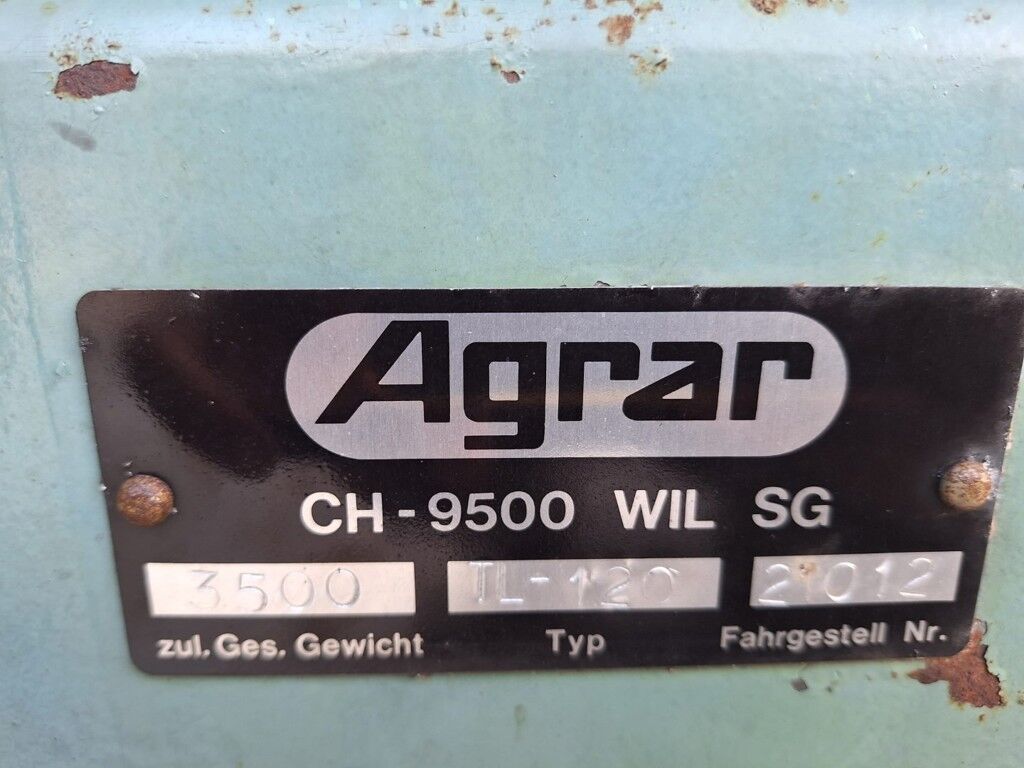 Agrar
CH-9500 WIL SG
3500 TL-120 21012
zul. Ges. Gewicht Typ Fahrgestell Nr.